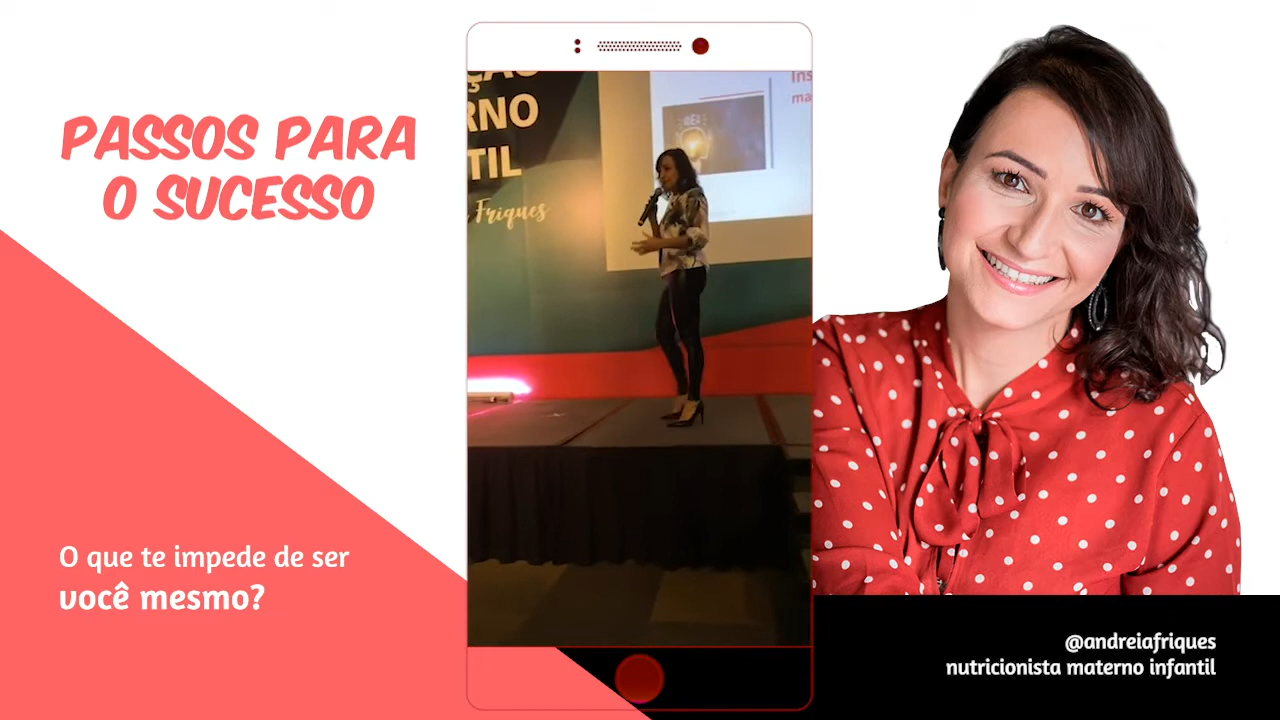 PASSOS PARA
O SUCESSO
O que te impede de ser
você mesmo?
RNO
TIL
Friques
@andreiafriques
nutricionista materno infantil